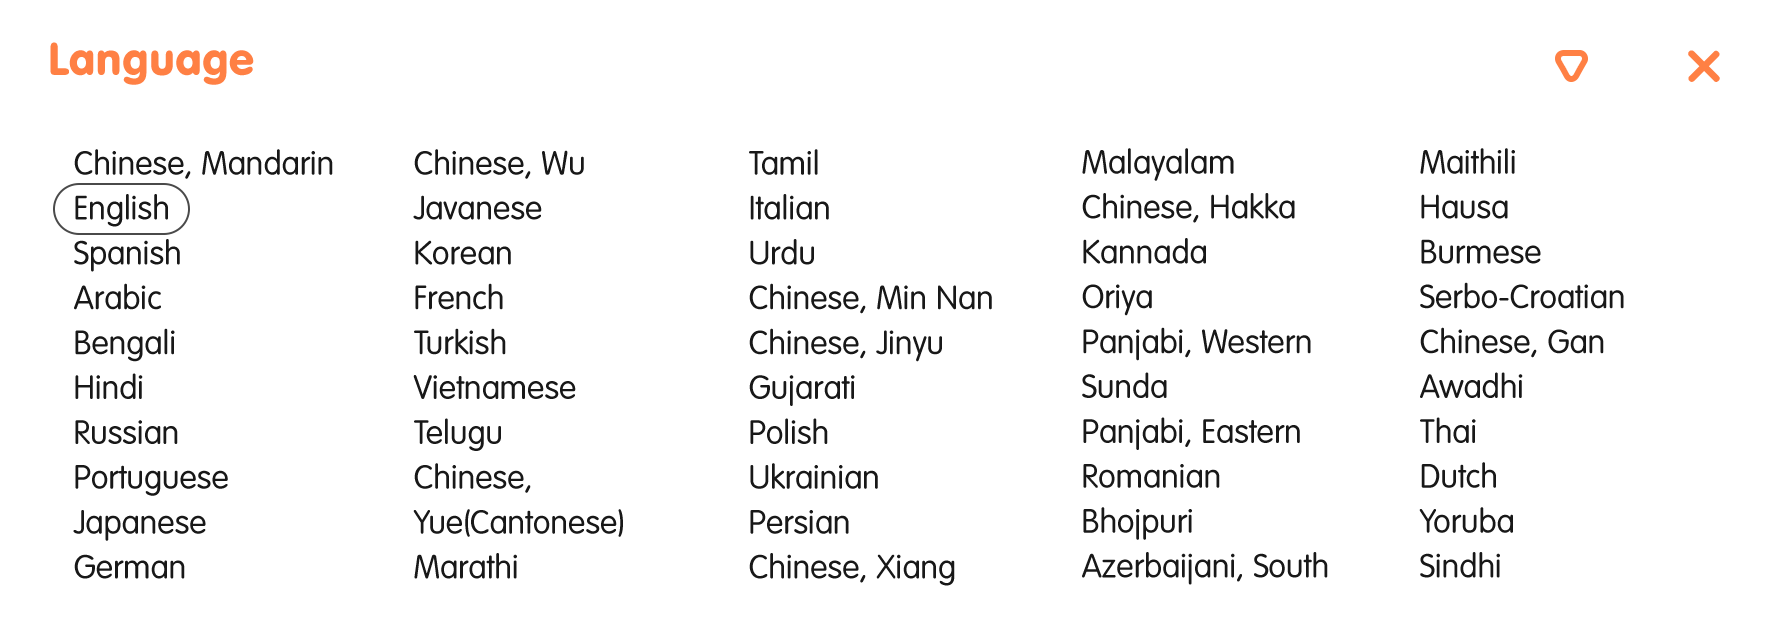 Language
Chinese, Mandarin
English
Spanish
Arabic
Bengali
Hindi
Russian
Portuguese
Japanese
German
Chinese, Wu
Javanese
Korean
French
Turkish
Vietnamese
Telugu
Chinese,
Yue(Cantonese)
Marathi
Tamil
Italian
Urdu
Chinese, Min Nan
Chinese, Jinyu
Gujarati
Polish
Ukrainian
Persian
Chinese, Xiang
Malayalam
Chinese, Hakka
Kannada
Oriya
Panjabi, Western
Sunda
Panjabi, Eastern
Romanian
Bhojpuri
Azerbaijani, South
Maithili
Hausa
Burmese
Serbo-Croatian
Chinese, Gan
Awadhi
Thai
Dutch
Yoruba
Sindhi